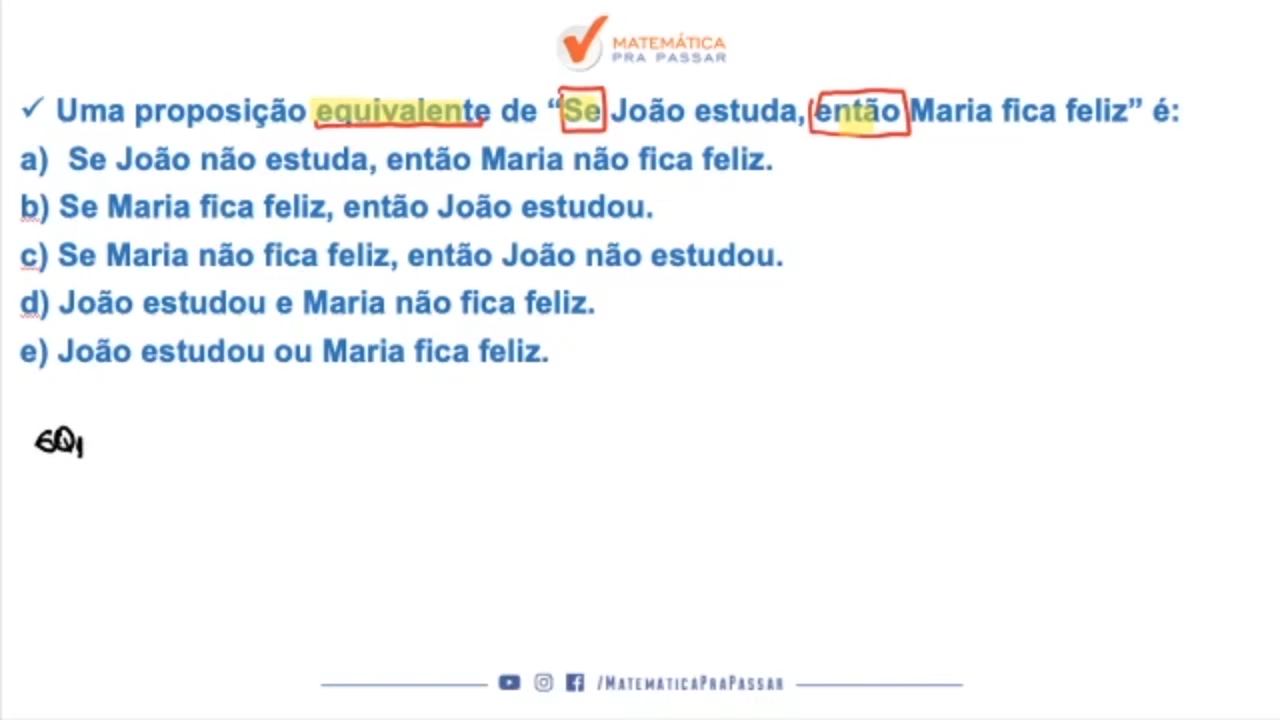 MATEMÁTICA
PRA PASSAR
✓ Uma proposição equivalente de “Se João estuda, então Maria fica feliz” é:
a) Se João não estuda, então Maria não fica feliz.
b) Se Maria fica feliz, então João estudou.
c) Se Maria não fica feliz, então João não estudou.
d) João estudou e Maria não fica feliz.
e) João estudou ou Maria fica feliz.
EQ1
/MATEMATICAPRAPASSAR